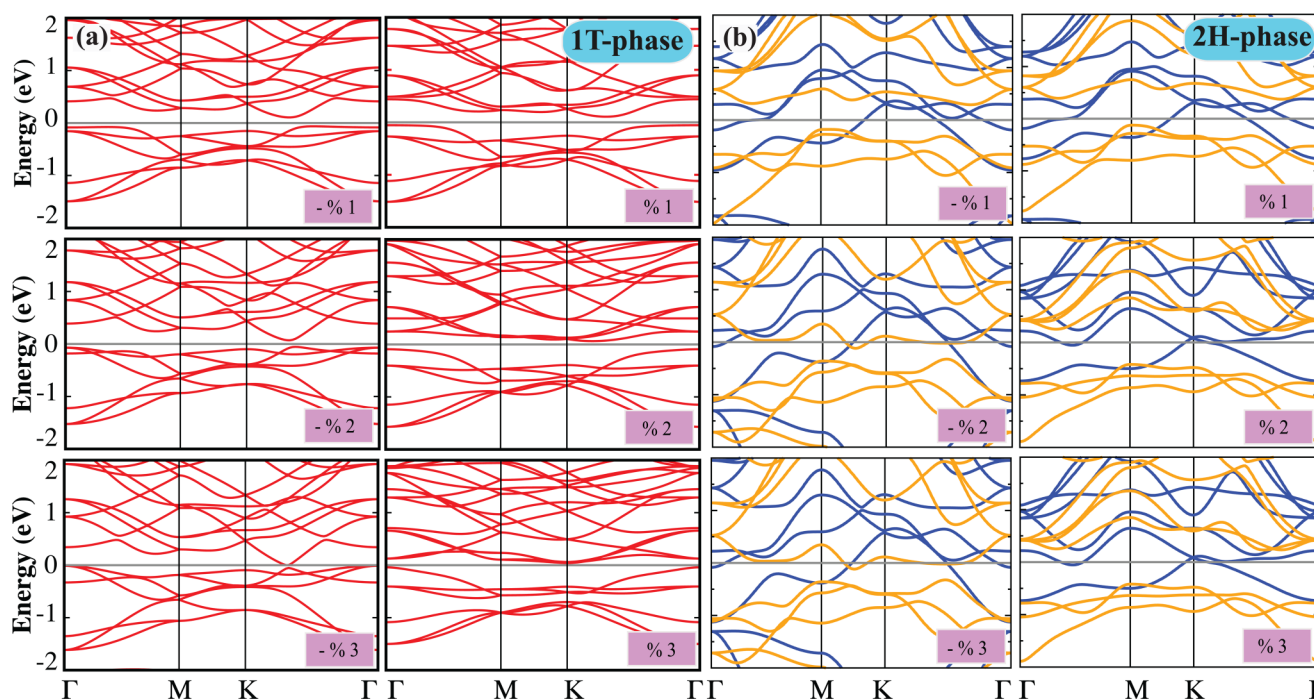 (a)
1T-phase
(b)
2H-phase
Energy (eV)
2
1
0
-1
-2
- % 1
% 1
- % 1
% 1
Energy (eV)
2
1
0
-1
-2
- % 2
% 2
- % 2
% 2
Energy (eV)
2
1
0
-1
-2
- % 3
% 3
- % 3
% 3
Γ M K Γ M K Γ Γ M K Γ M K Γ